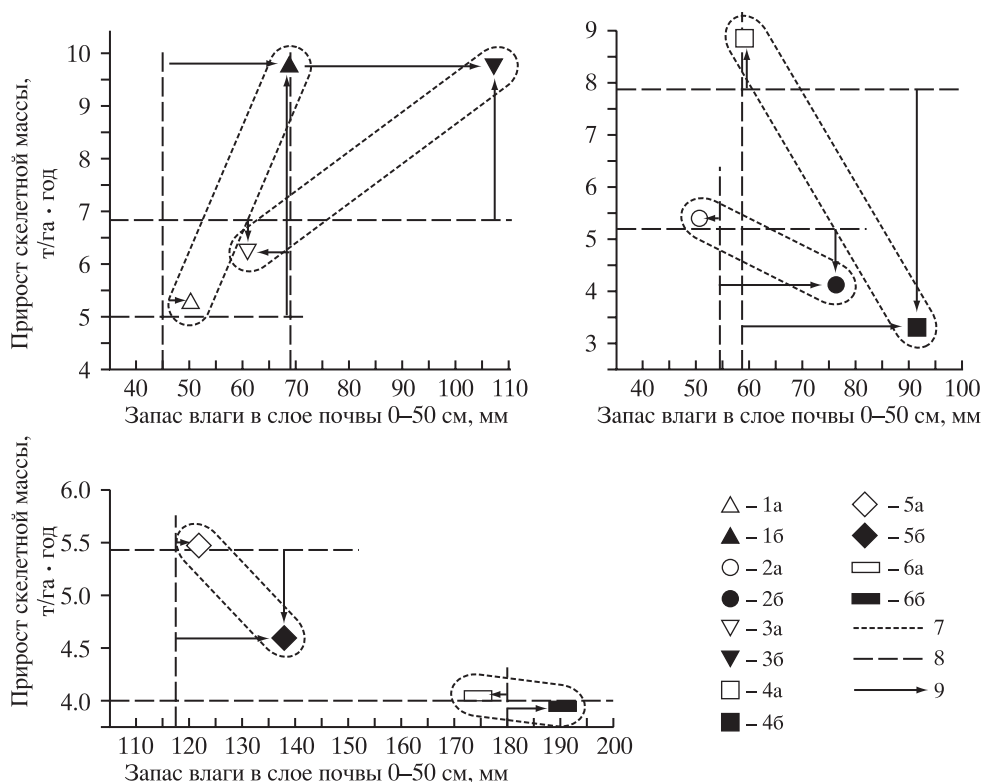 Прирост скелетной массы,
т/га • год
10
9
8
7
6
5
4
40 50 60 70 80 90 100 110
Запас влаги в слое почвы 0–50 см, мм
9
8
7
6
5
4
3
40 50 60 70 80 90 100
Запас влаги в слое почвы 0–50 см, мм
Прирост скелетной массы,
т/га • год
6.0
5.5
5.0
4.5
4.0
110 120 130 140 150 160 170 180 190 200
Запас влаги в слое почвы 0–50 см, мм
– 1а
– 1б
– 2а
– 2б
– 3а
– 3б
– 4а
– 4б
– 5а
– 5б
– 6а
– 6б
7
8
9